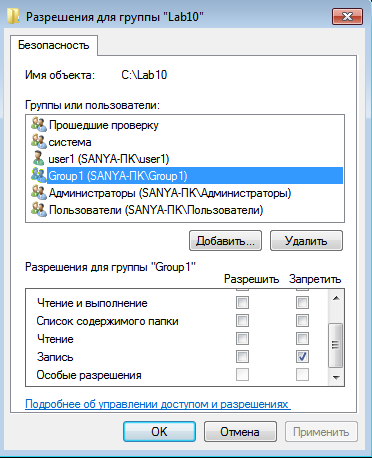 Разрешения для группы "Lab10"
Безопасность
Имя объекта: C:\Lab10
Группы или пользователи:
Прошедшие проверку
система
user1 (SANYA-ПК\user1)
Group1 (SANYA-ПК\Group1)
Администраторы (SANYA-ПК\Администраторы)
Пользователи (SANYA-ПК\Пользователи)
Добавить... Удалить
Разрешения для группы "Group1" Разрешить Запретить
Чтение и выполнение
Список содержимого папки
Чтение
Запись
Особые разрешения
Подробнее об управлении доступом и разрешениях
OK Отмена Применить